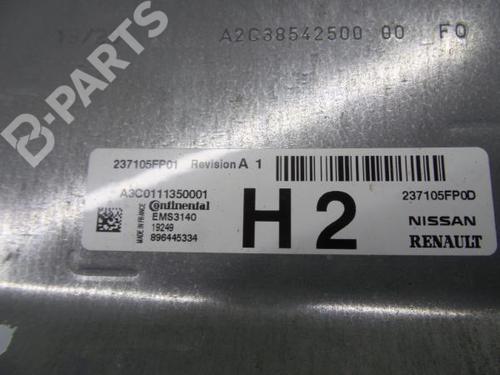 A2C38542500 00 FQ
B-PARTS
237105FP01 Revision A 1
A3C0111350001
Continental
EMS3140
19249
896445334
MADE IN FRANCE
H2
237105FP0D
NISSAN
RENAULT